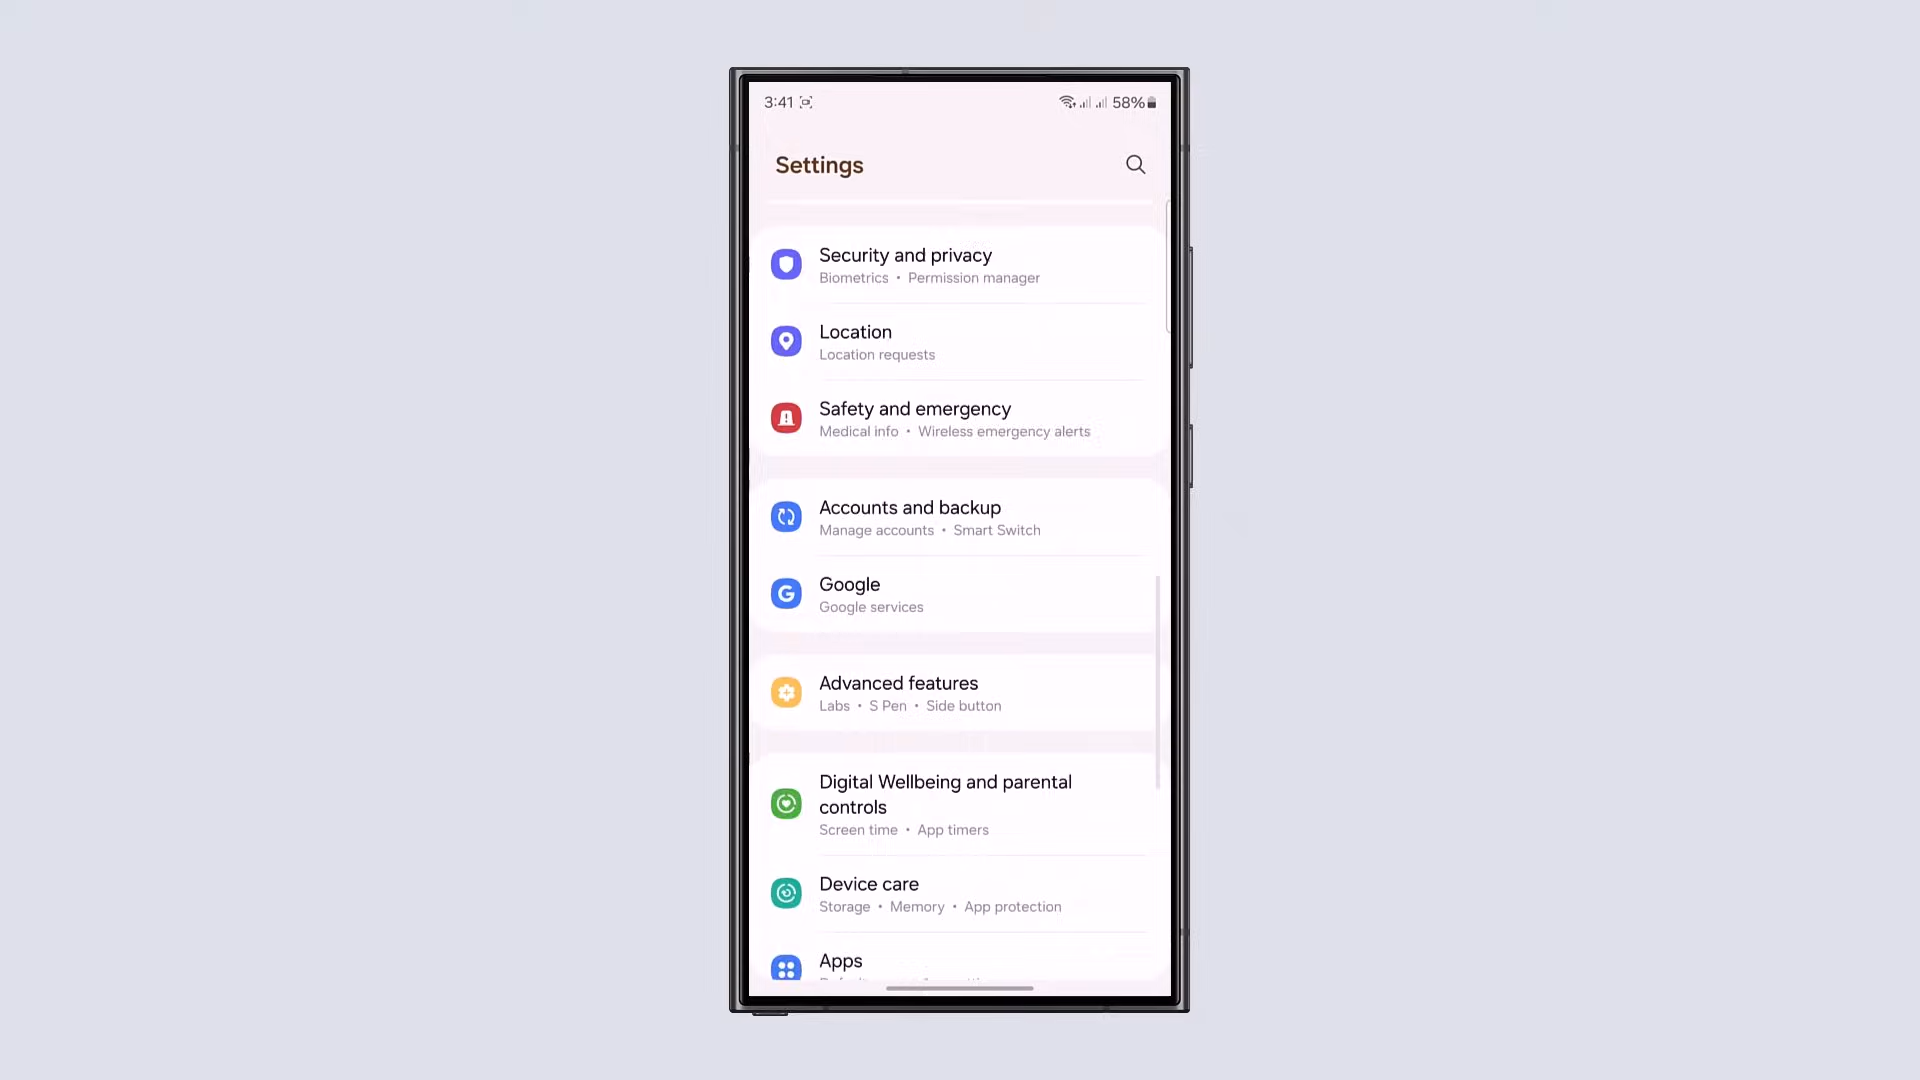 3:41 58%
Settings
Security and privacy
Biometrics • Permission manager
Location
Location requests
Safety and emergency
Medical info • Wireless emergency alerts
Accounts and backup
Manage accounts • Smart Switch
Google
Google services
Advanced features
Labs • S Pen • Side button
Digital Wellbeing and parental
controls
Screen time • App timers
Device care
Storage • Memory • App protection
Apps